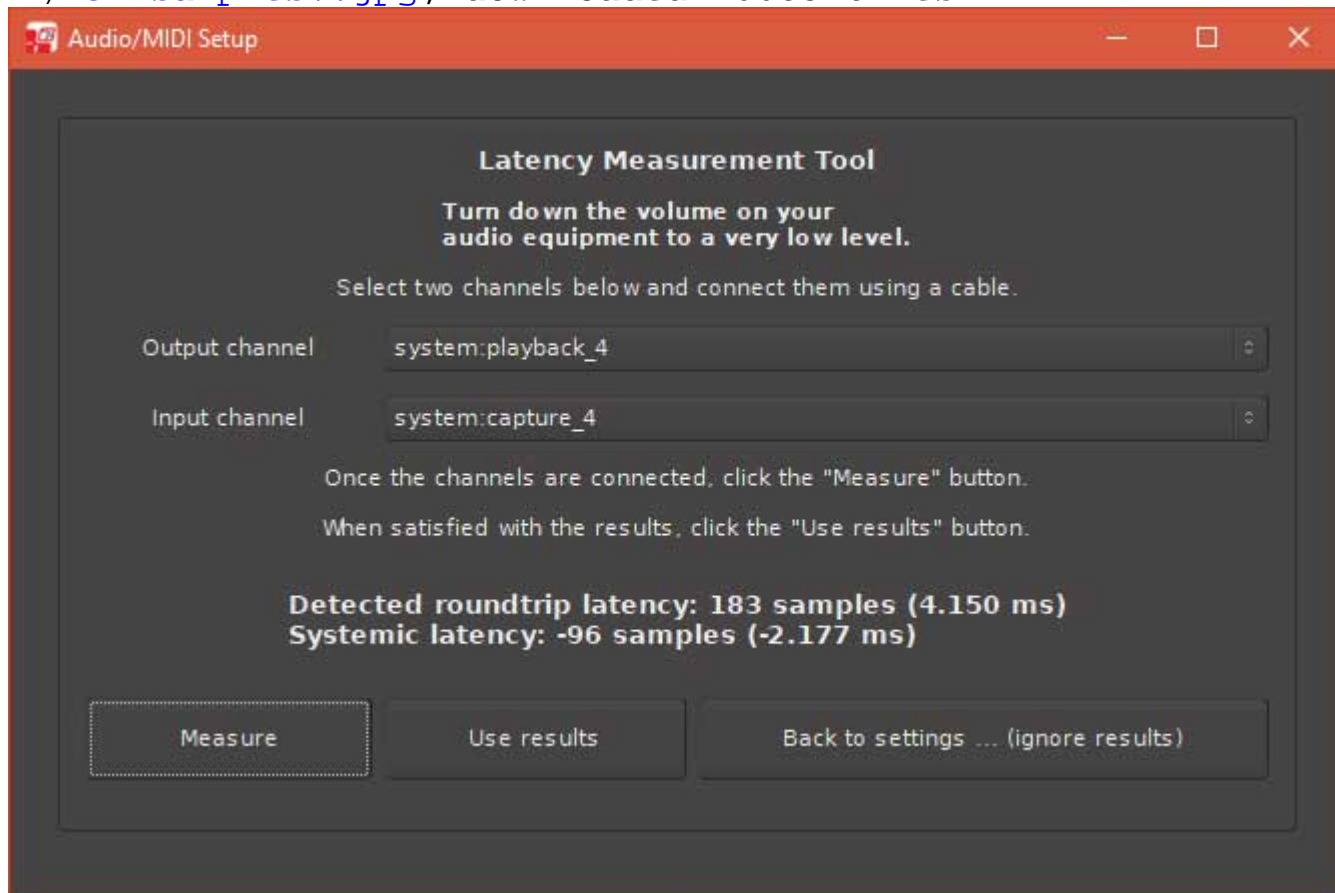 Audio/MIDI Setup
Latency Measurement Tool
Turn down the volume on your
audio equipment to a very low level.
Select two channels below and connect them using a cable.
Output channel system:playback_4
Input channel system:capture_4
Once the channels are connected, click the "Measure" button.
When satisfied with the results, click the "Use results" button.
Detected roundtrip latency: 183 samples (4.150 ms)
Systemic latency: -96 samples (-2.177 ms)
Measure Use results Back to settings ... (ignore results)